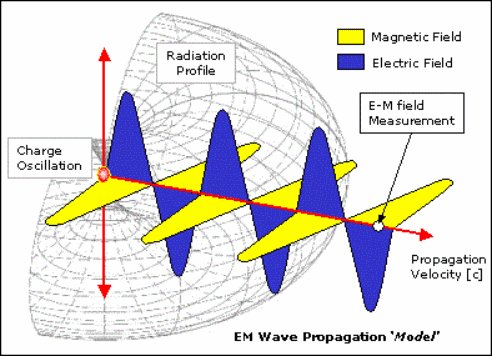 Radiation
Profile
Magnetic Field
Electric Field
E-M field
Measurement
Charge
Oscillation
Propagation
Velocity [c]
EM Wave Propagation 'Model'